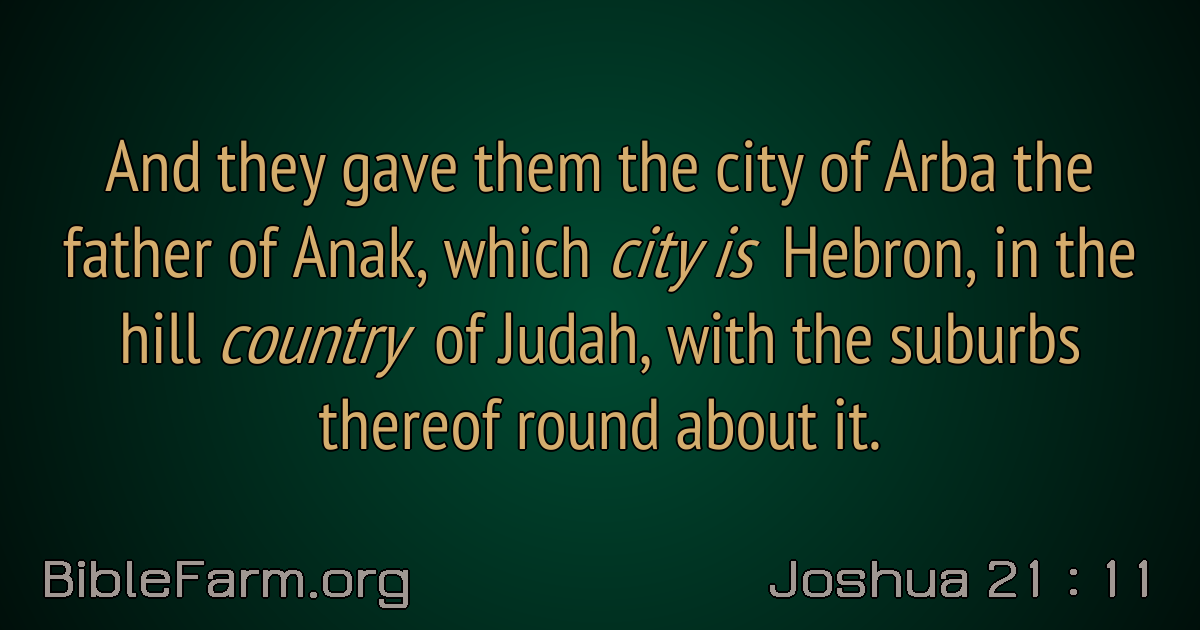 And they gave them the city of Arba the
father of Anak, which city is Hebron, in the
hill country of Judah, with the suburbs
thereof round about it.
BibleFarm.org
Joshua 21 : 11